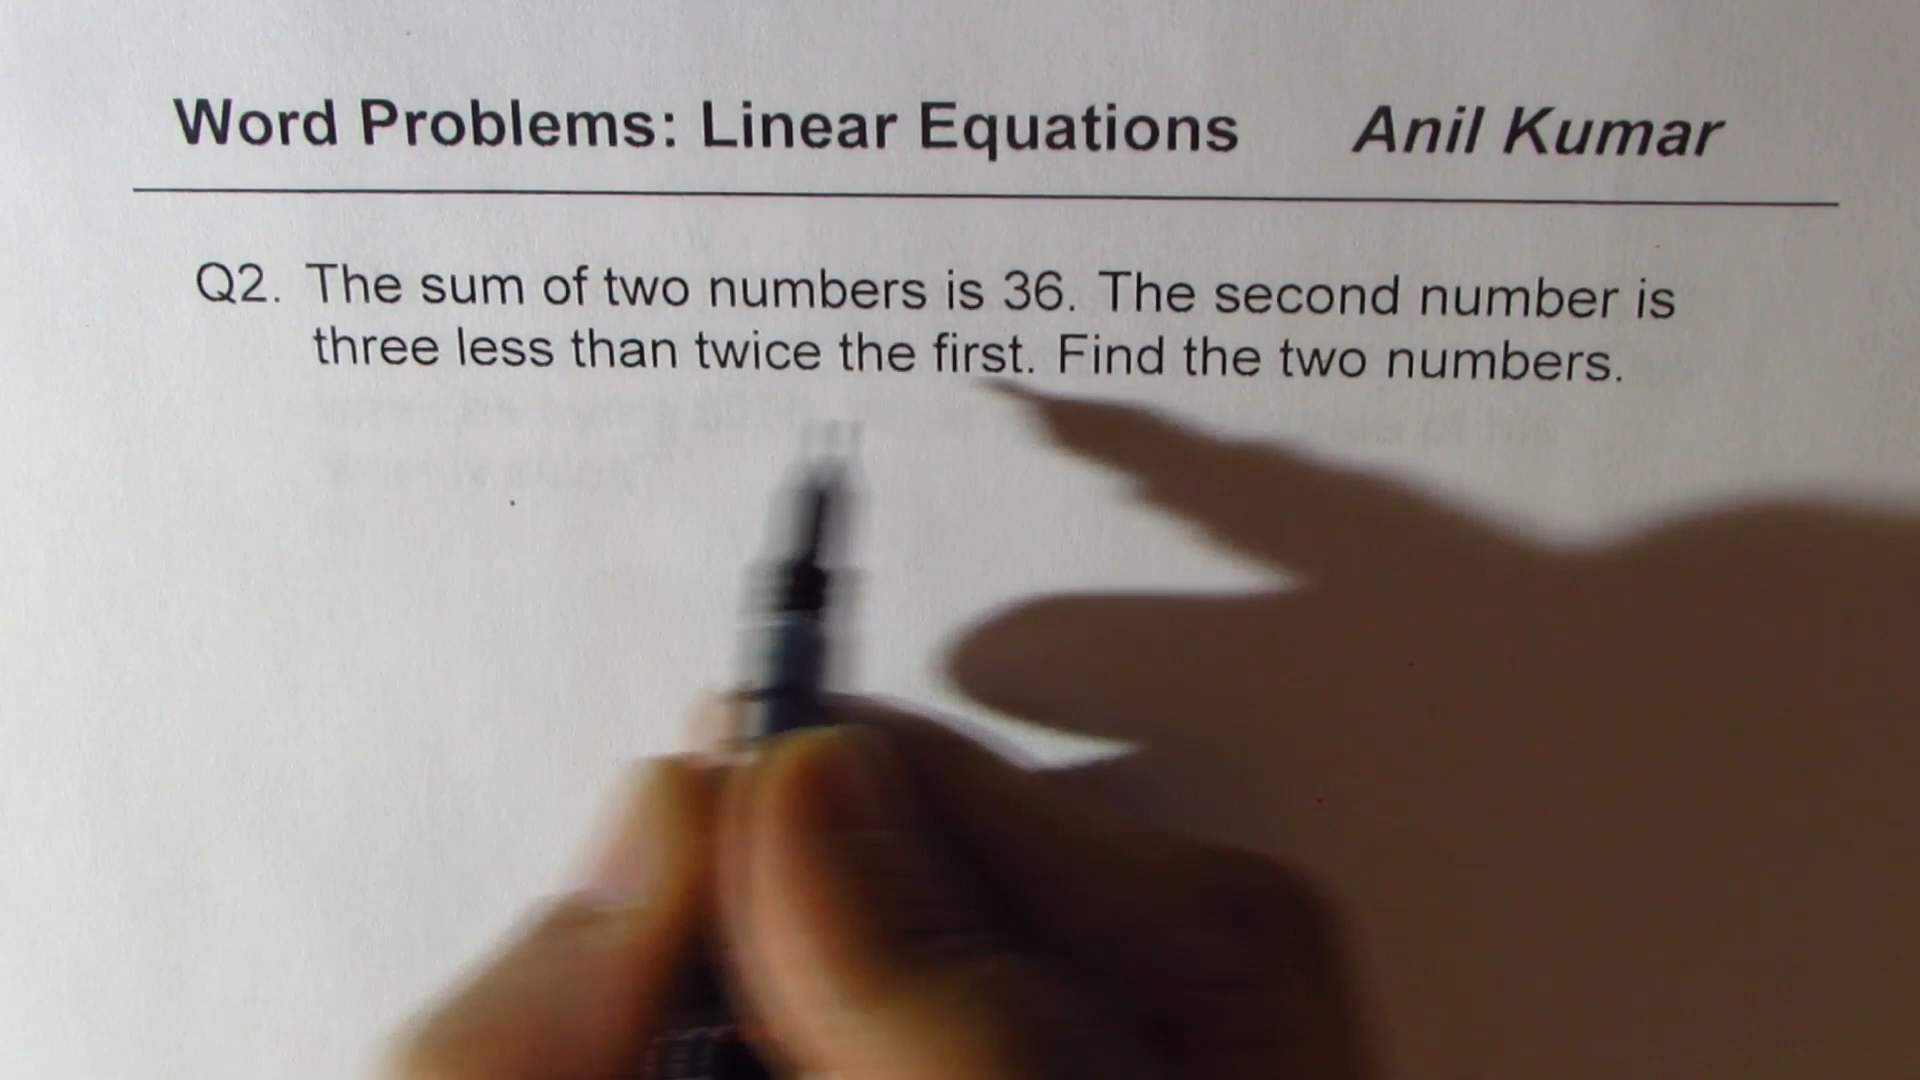 Word Problems: Linear Equations Anil Kumar
Q2. The sum of two numbers is 36. The second number is
three less than twice the first. Find the two numbers.